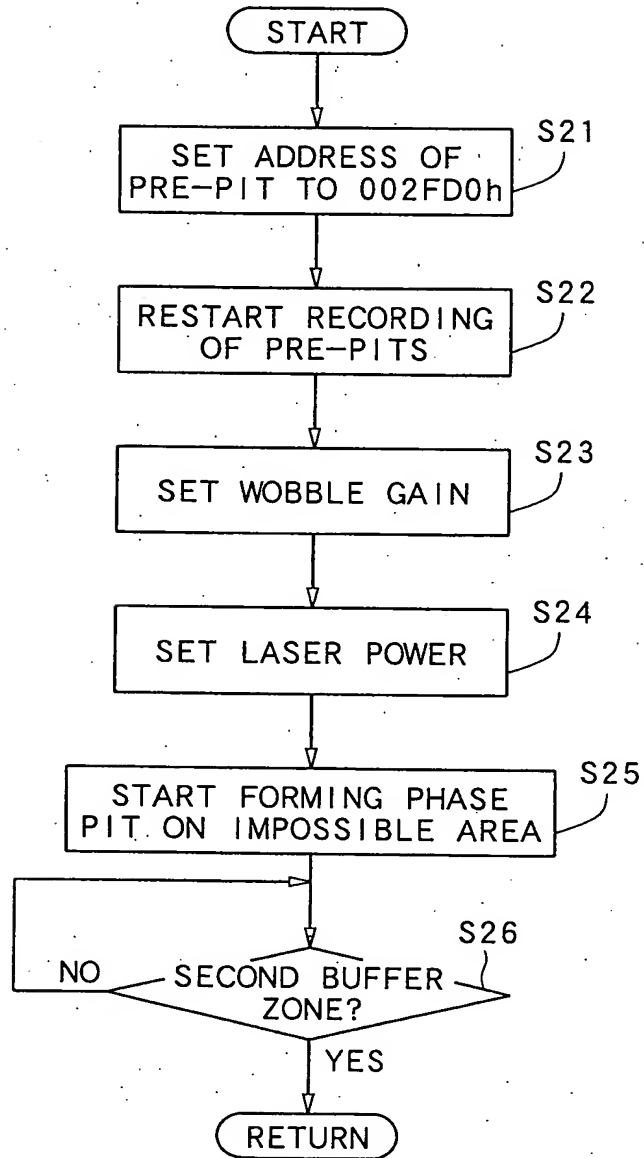 START
S21
SET ADDRESS OF
PRE-PIT TO 002FD0h
S22
RESTART RECORDING
OF PRE-PITS
S23
SET WOBBLE GAIN
S24
SET LASER POWER
S25
START FORMING PHASE
PIT ON IMPOSSIBLE AREA
S26
NO
SECOND BUFFER
ZONE?
YES
RETURN